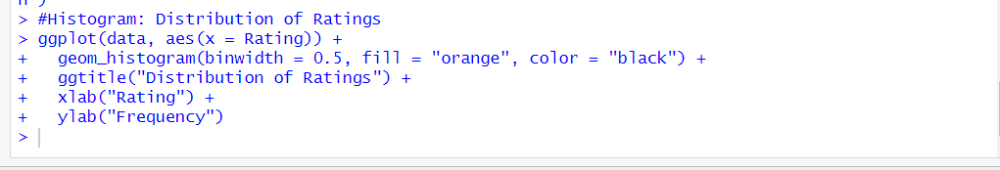 > #Histogram: Distribution of Ratings
> ggplot(data, aes(x = Rating)) +
+   geom_histogram(binwidth = 0.5, fill = "orange", color = "black") +
+   ggtitle("Distribution of Ratings") +
+   xlab("Rating") +
+   ylab("Frequency")
>